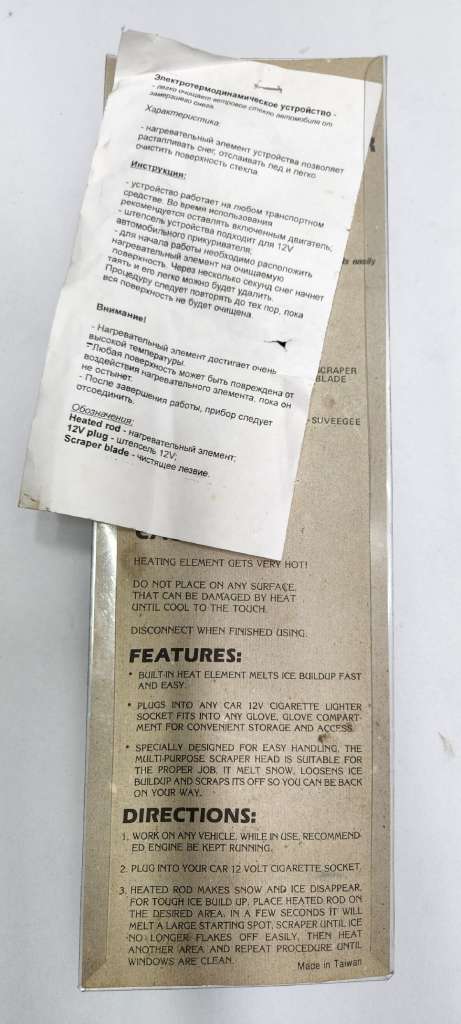 Электротермодинамическое устройство -
- легко очищает ветровое стекло автомобиля от
замерзшего снега.
Характеристика:
- нагревательный элемент устройства позволяет
растапливать снег, отслаивать лед и легко
очистить поверхность стекла
Инструкция:
- устройство работает на любом транспортном
средстве. Во время использования
рекомендуется оставлять включенным двигатель;
- штепсель устройства подходит для 12V
автомобильного прикуривателя;
- для начала работы необходимо расположить
нагревательный элемент на очищаемую
поверхность. Через несколько секунд снег начнет
таять и его легко можно будет удалить.
Процедуру следует повторять до тех пор, пока
вся поверхность не будет очищена.
Внимание!
- Нагревательный элемент достигает очень
высокой температуры.
- Любая поверхность может быть повреждена от
воздействия нагревательного элемента, пока он
не остынет.
- После завершения работы, прибор следует
отсоединить.
Обозначения:
Heated rod - нагревательный элемент;
12V plug - штепсель 12V;
Scraper blade - чистящее лезвие.
easily
SCRAPER
BLADE
SUVEEGEE
HEATING ELEMENT GETS VERY HOT!
DO NOT PLACE ON ANY SURFACE,
THAT CAN BE DAMAGED BY HEAT
UNTIL COOL TO THE TOUCH.
DISCONNECT WHEN FINISHED USING.
FEATURES:
• BUILT-IN HEAT ELEMENT MELTS ICE BUILDUP FAST
AND EASY.
• PLUGS INTO ANY CAR 12V CIGARETTE LIGHTER
SOCKET FITS INTO ANY GLOVE, GLOVE COMPART-
MENT FOR CONVENIENT STORAGE AND ACCESS.
• SPECIALLY DESIGNED FOR EASY HANDLING, THE
MULTI-PURPOSE SCRAPER HEAD IS SUITABLE FOR
THE PROPER JOB, IT MELT SNOW, LOOSENS ICE
BUILDUP AND SCRAPS ITS OFF SO YOU CAN BE BACK
ON YOUR WAY.
DIRECTIONS:
1. WORK ON ANY VEHICLE, WHILE IN USE, RECOMMEND-
ED ENGINE BE KEPT RUNNING.
2. PLUG INTO YOUR CAR 12 VOLT CIGARETTE SOCKET.
3. HEATED ROD MAKES SNOW AND ICE DISAPPEAR,
FOR TOUGH ICE BUILD UP, PLACE HEATED ROD ON
THE DESIRED AREA, IN A FEW SECONDS IT WILL
MELT A LARGE STARTING SPOT, SCRAPER UNTIL ICE
NO LONGER FLAKES OFF EASILY, THEN HEAT
ANOTHER AREA AND REPEAT PROCEDURE UNTIL
WINDOWS ARE CLEAN.
Made in Taiwan